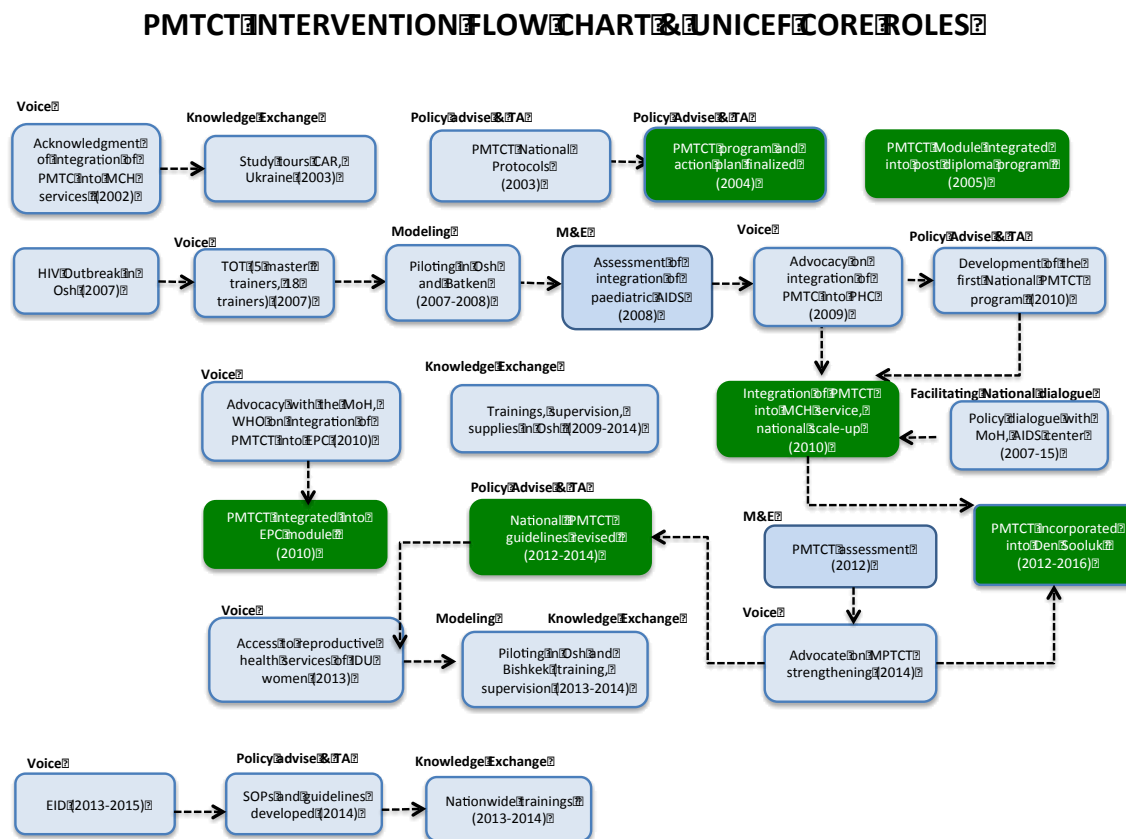 PMTCT INTERVENTION FLOW CHART & UNICEF CORE ROLES
Voice
Acknowledgment
of integration of
PMTC into MCH
services (2002)
Knowledge Exchange
Study tours CAR,
Ukraine (2003)
Policy advise & TA
PMTCT National
Protocols
(2003)
Policy Advise & TA
PMTCT program and
action plan finalized
(2004)
PMTCT Module integrated
into post diploma program
(2005)
HIV Outbreak in
Osh (2007)
Voice
TOT (5 master
trainers, 18
trainers) (2007)
Modeling
Piloting in Osh
and Batken
(2007-2008)
M&E
Assessment of
integration of
paediatric AIDS
(2008)
Voice
Advocacy on
integration of
PMTC into PHC
(2009)
Policy Advise & TA
Development of the
first National PMTCT
program (2010)
Voice
Advocacy with the MoH,
WHO on integration of
PMTCT into EPC (2010)
Knowledge Exchange
Trainings, supervision,
supplies in Osh (2009-2014)
Integration of PMTCT
into MCH service,
national scale-up
(2010)
Facilitating National dialogue
Policy dialogue with
MoH, AIDS center
(2007-15)
PMTCT integrated into
EPC module
(2010)
Policy Advise & TA
National PMTCT
guidelines revised
(2012-2014)
M&E
PMTCT assessment
(2012)
PMTCT incorporated
into Den Sooluk
(2012-2016)
Voice
Access to reproductive
health services of IDU
women (2013)
Modeling
Knowledge Exchange
Piloting in Osh and
Bishkek (training,
supervision (2013-2014)
Voice
Advocate on MPTCT
strengthening (2014)
Voice
EID (2013-2015)
Policy advise & TA
SOPs and guidelines
developed (2014)
Knowledge Exchange
Nationwide trainings
(2013-2014)